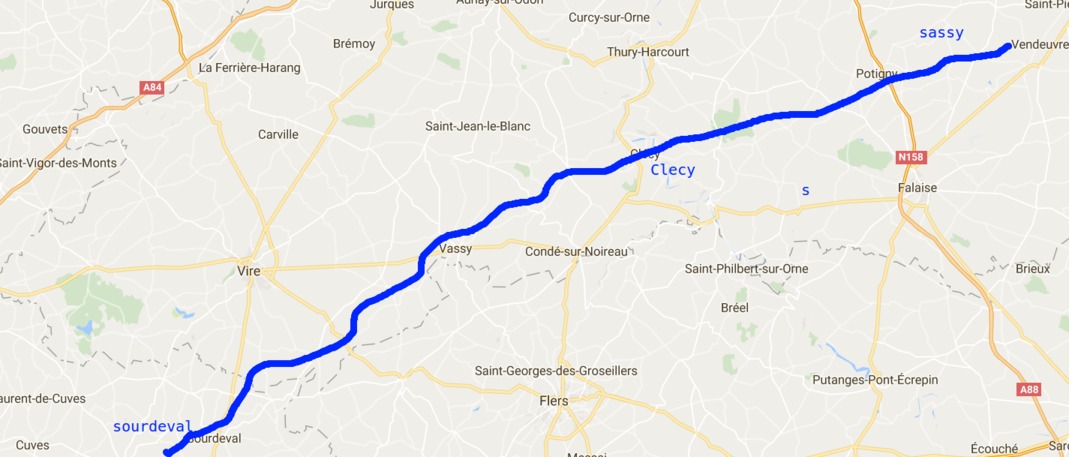 Jurques
Aunay-sur-Odon
Curcy-sur-Orne
Saint-Pi
Brémoy
Thury-Harcourt
sassy
Vendeuvre
La Ferrière-Harang
Potigny
A84
Gouvets
Carville
Saint-Jean-le-Blanc
Clécy
N158
Saint-Vigor-des-Monts
Clecy
s
Falaise
Vassy
Condé-sur-Noireau
Vire
Saint-Philbert-sur-Orne
Brieux
Bréel
Saint-Georges-des-Groseillers
Putanges-Pont-Écrepin
A88
aurent-de-Cuves
Flers
sourdeval
Sourdeval
Cuves
Écouché
Sarc